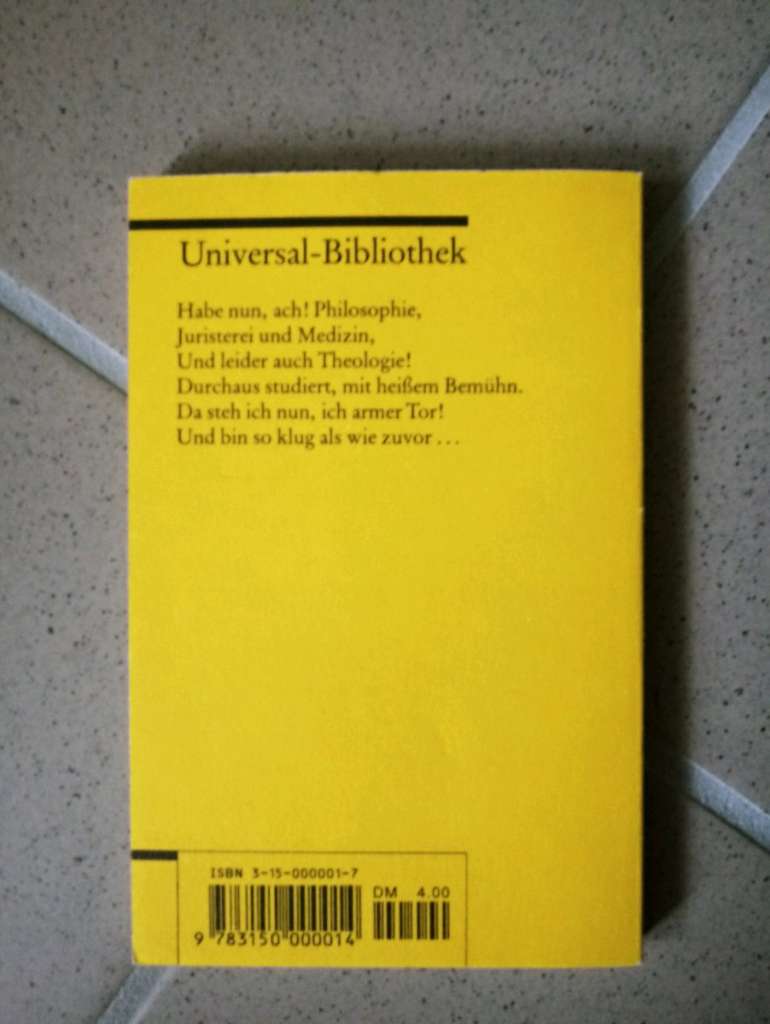 Universal-Bibliothek
Habe nun, ach! Philosophie,
Juristerei und Medizin,
Und leider auch Theologie!
Durchaus studiert, mit heißem Bemühn.
Da steh ich nun, ich armer Tor!
Und bin so klug als wie zuvor ...
ISBN 3-15-000001-7
DM 4.00
9 783150 000014